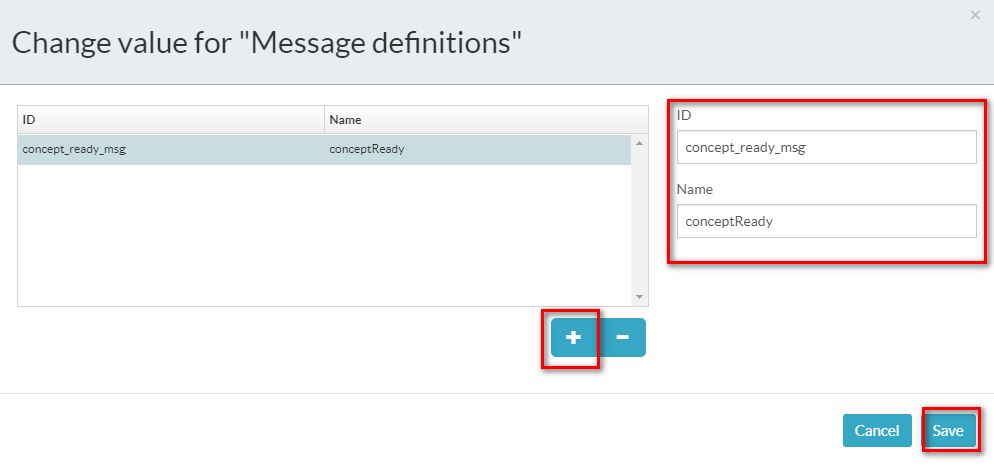 ×
Change value for "Message definitions"
ID Name
concept_ready_msg conceptReady
ID
concept_ready_msg
Name
conceptReady
+ −
Cancel Save